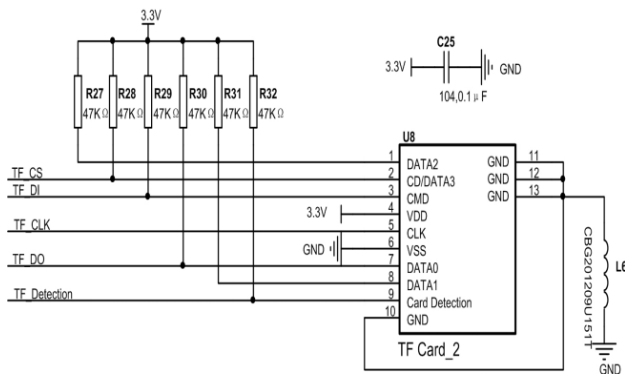 3.3V
R27 R28 R29 R30 R31 R32
47KΩ 47KΩ 47KΩ 47KΩ 47KΩ 47KΩ
C25
3.3V GND
104,0.1μF
U8
TF_CS
TF_DI
TF_CLK
TF_DO
TF_Detection
3.3V
GND
1 DATA2
2 CD/DATA3
3 CMD
4 VDD
5 CLK
6 VSS
7 DATA0
8 DATA1
9 Card Detection
10 GND
GND 11
GND 12
GND 13
TF Card_2
CBG201209U151T
L6
GND